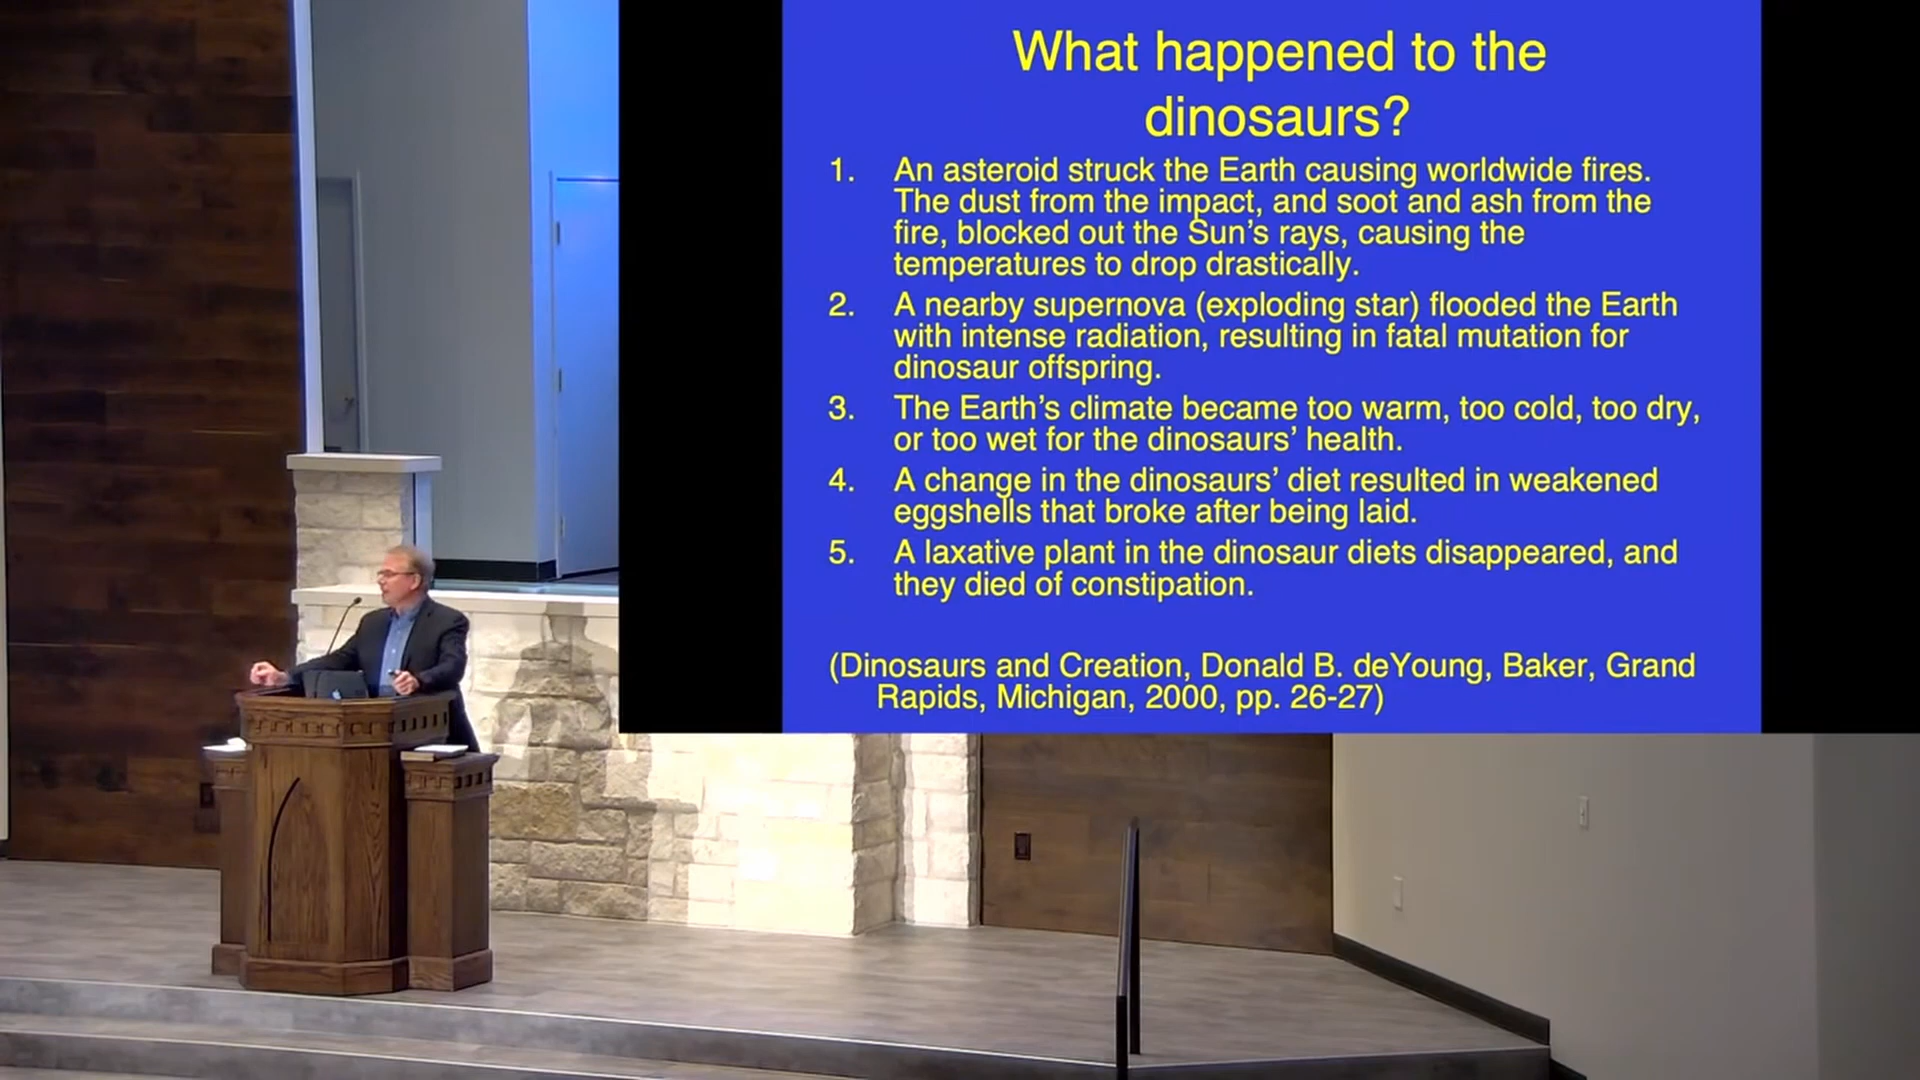 What happened to the
dinosaurs?
1. An asteroid struck the Earth causing worldwide fires.
The dust from the impact, and soot and ash from the
fire, blocked out the Sun's rays, causing the
temperatures to drop drastically.
2. A nearby supernova (exploding star) flooded the Earth
with intense radiation, resulting in fatal mutation for
dinosaur offspring.
3. The Earth's climate became too warm, too cold, too dry,
or too wet for the dinosaurs' health.
4. A change in the dinosaurs' diet resulted in weakened
eggshells that broke after being laid.
5. A laxative plant in the dinosaur diets disappeared, and
they died of constipation.
(Dinosaurs and Creation, Donald B. deYoung, Baker, Grand
Rapids, Michigan, 2000, pp. 26-27)